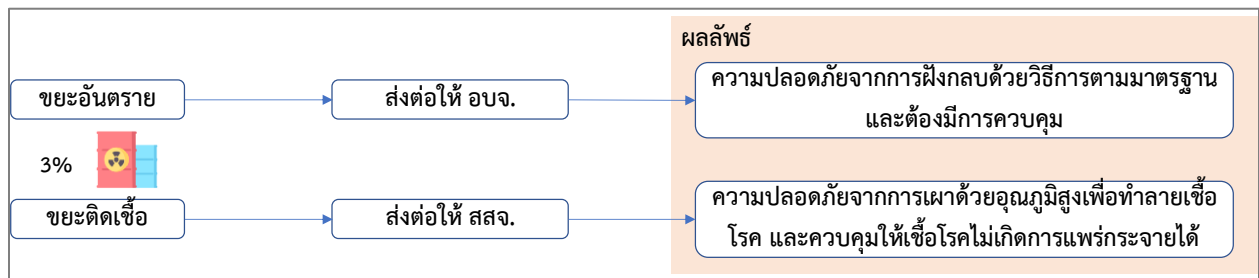 ผลลัพธ์
ขยะอันตราย
ส่งต่อให้ อบจ.
ความปลอดภัยจากการฝังกลบด้วยวิธีการตามมาตรฐาน
และต้องมีการควบคุม
3%
ขยะติดเชื้อ
ส่งต่อให้ สสจ.
ความปลอดภัยจากการเผาด้วยอุณภูมิสูงเพื่อทำลายเชื้อ
โรค และควบคุมให้เชื้อโรคไม่เกิดการแพร่กระจายได้